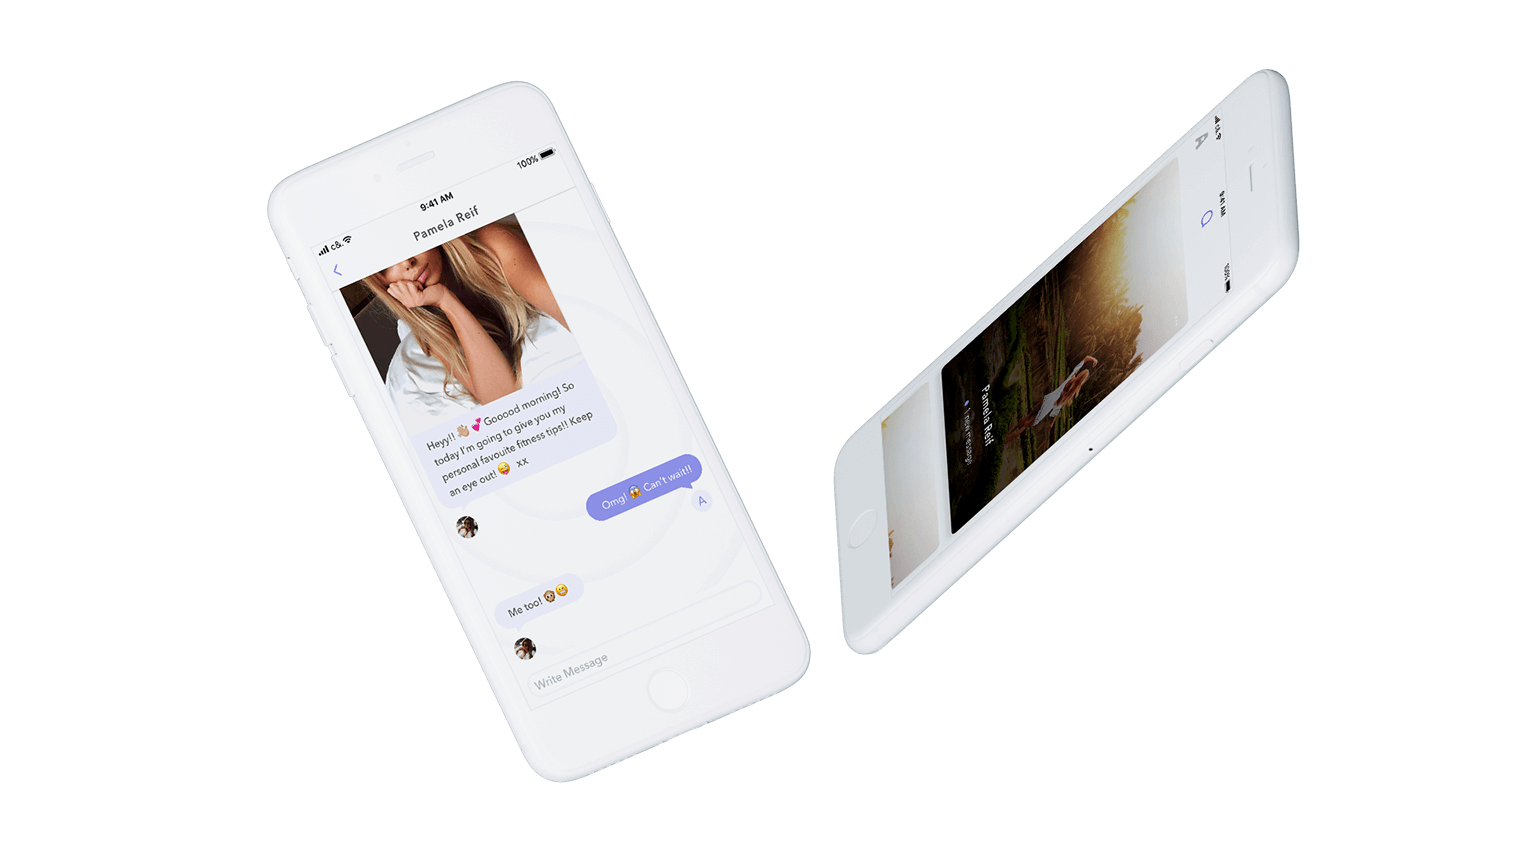 c&.
9:41 AM
100%
Pamela Reif
Heyy!! 👋🏼 💕 Gooood morning! So
today I'm going to give you my
personal favouite fitness tips!! Keep
an eye out! 😜 xx
Omg! 😱 Can't wait!!
A
Me too! 🙊😁
Write Message
c&.
9:41 AM
100%
A
Pamela Reif
1 new message